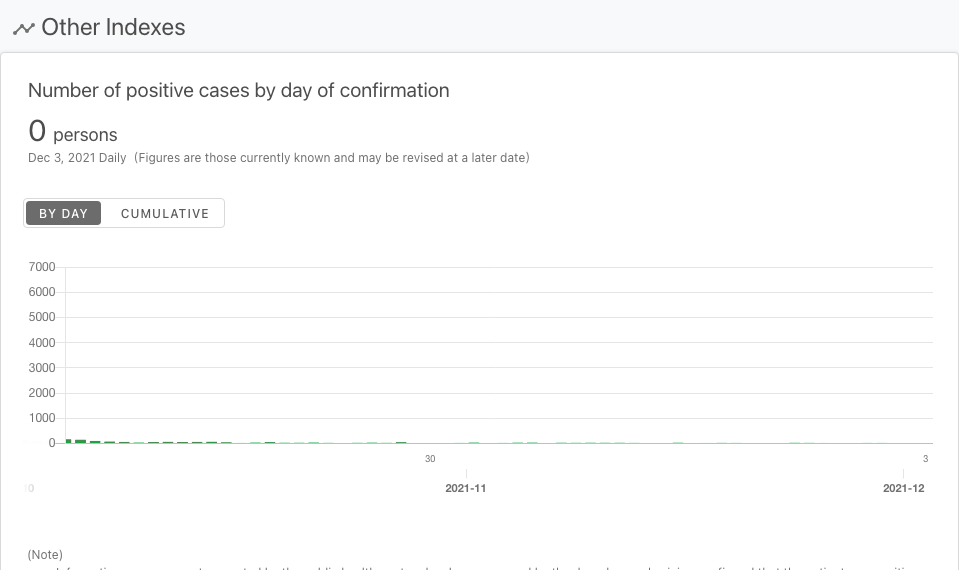 Other Indexes
Number of positive cases by day of confirmation
0 persons
Dec 3, 2021 Daily (Figures are those currently known and may be revised at a later date)
BY DAY CUMULATIVE
7000
6000
5000
4000
3000
2000
1000
0
30 3
0 2021-11 2021-12
(Note)